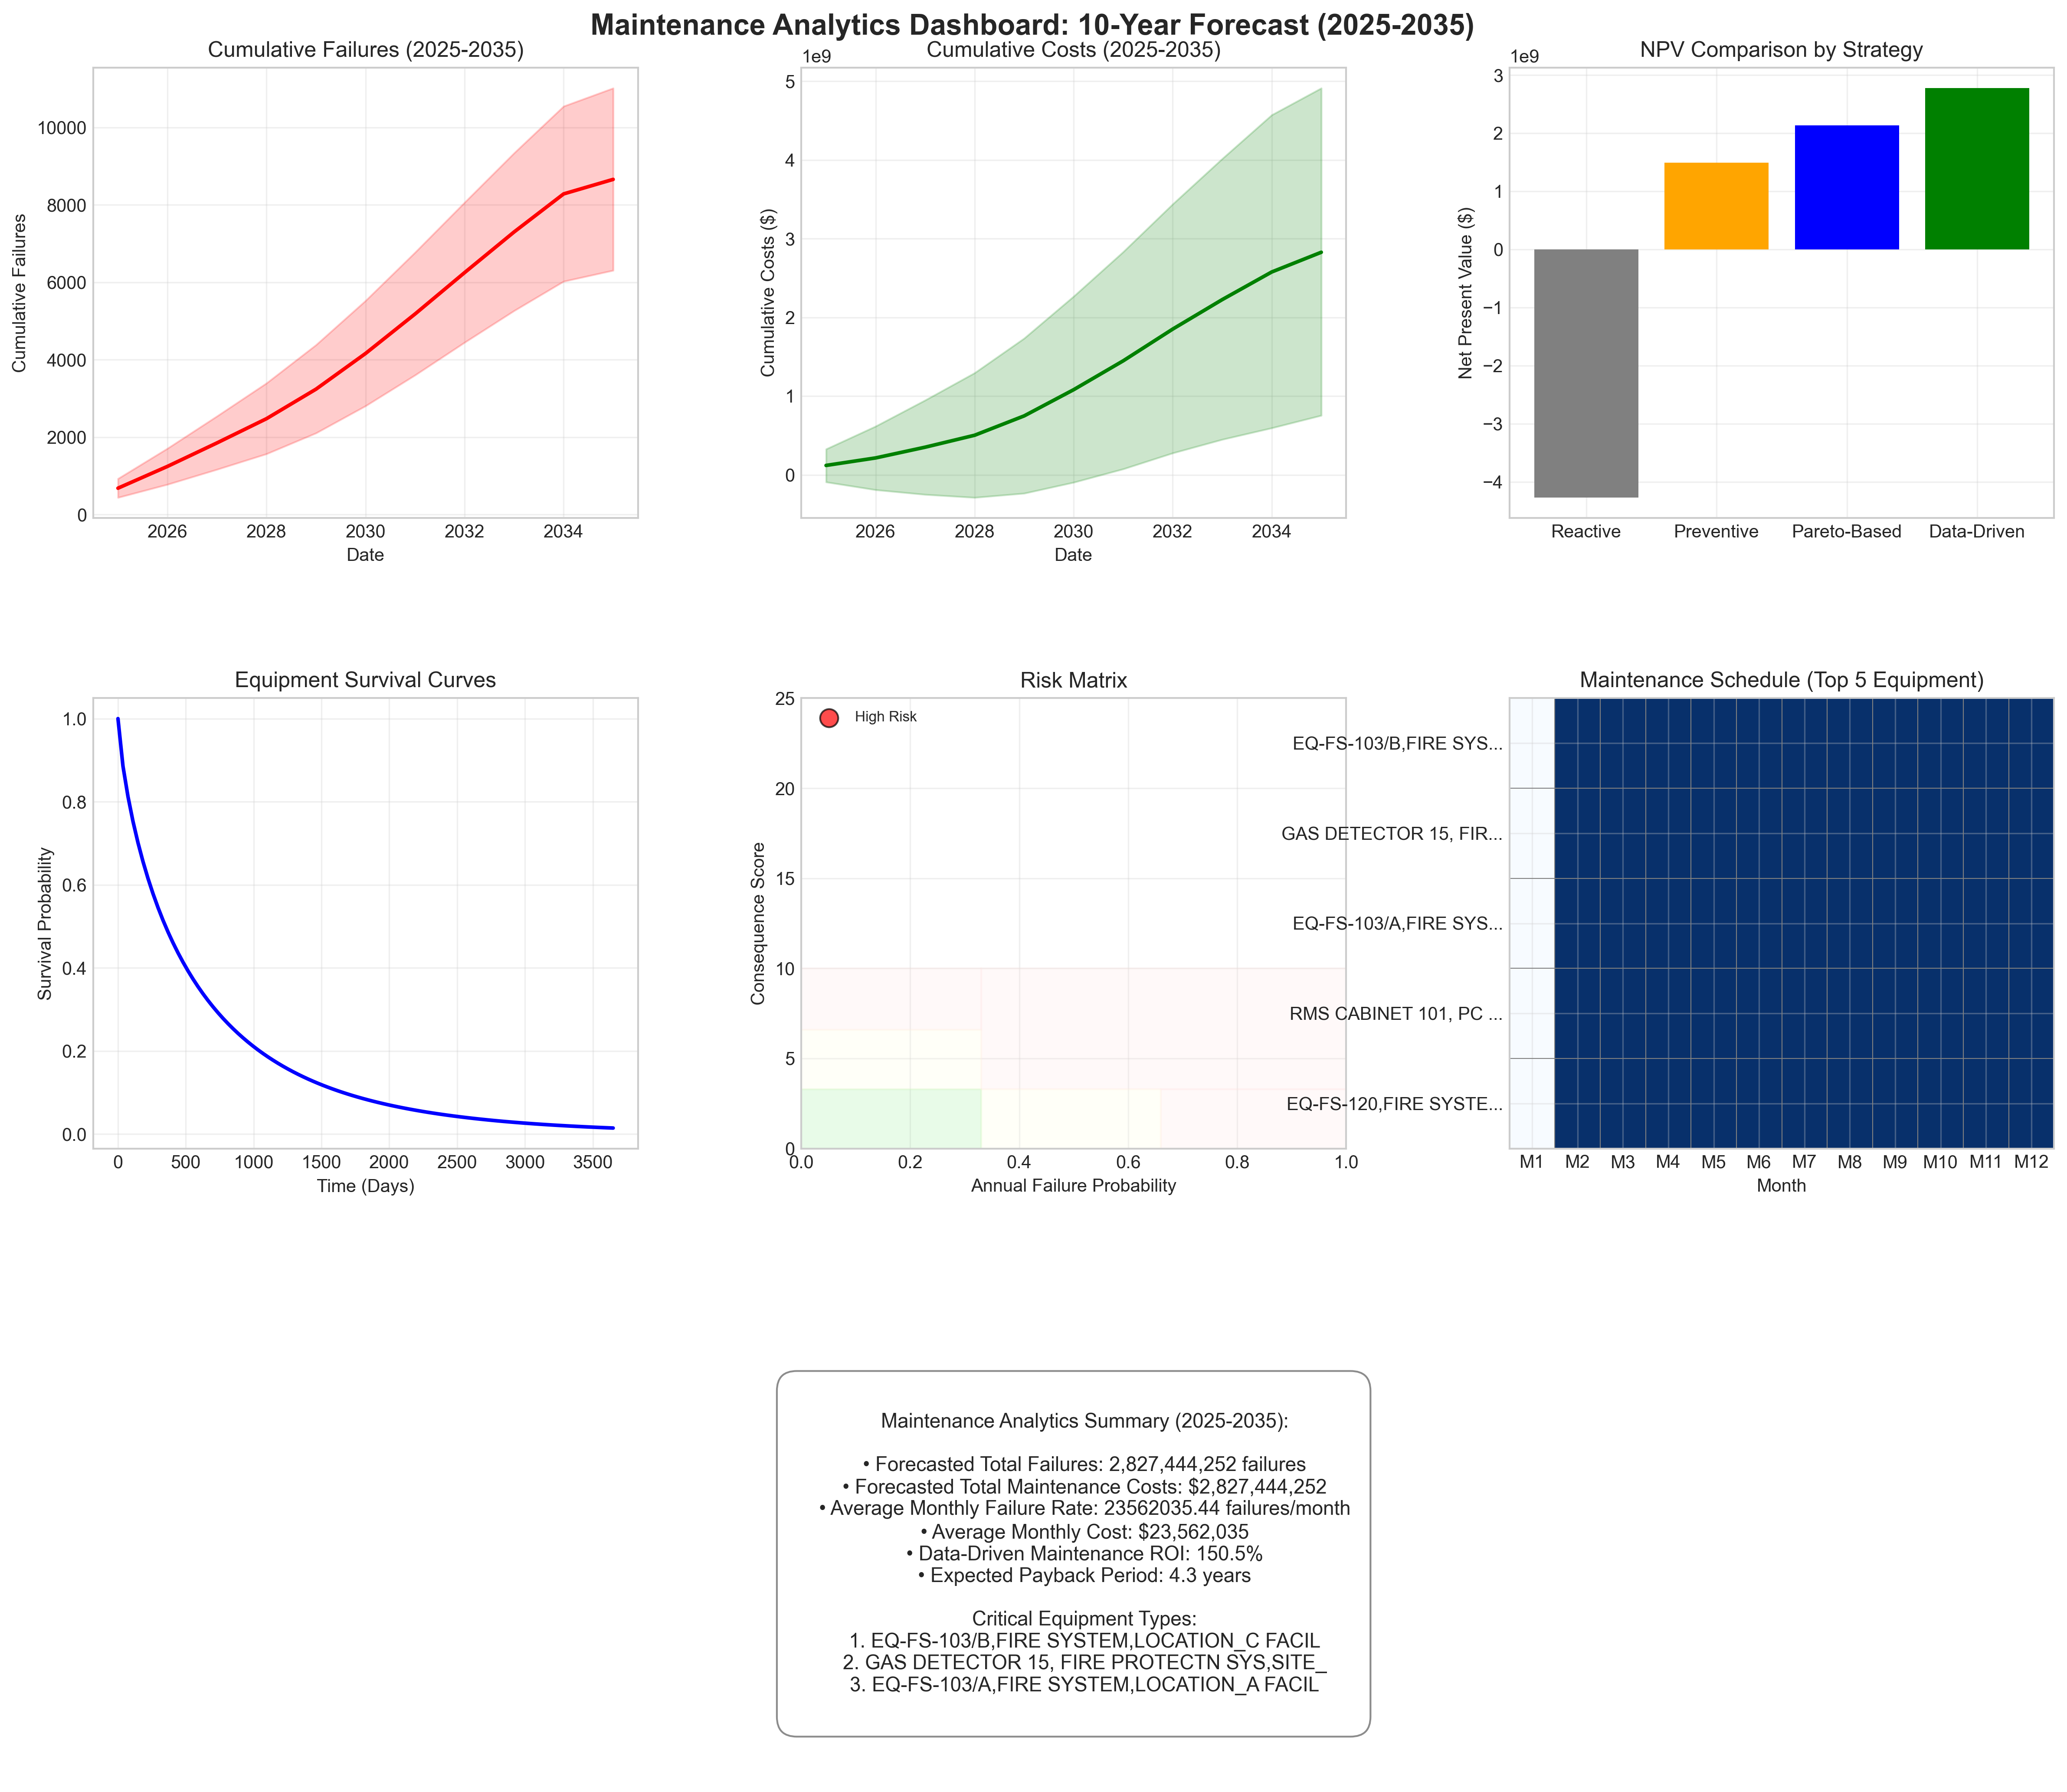 Maintenance Analytics Dashboard: 10-Year Forecast (2025-2035)
Cumulative Failures (2025-2035)
Cumulative Failures
10000
8000
6000
4000
2000
0
2026 2028 2030 2032 2034
Date
Cumulative Costs (2025-2035)
1e9
Cumulative Costs ($)
5
4
3
2
1
0
2026 2028 2030 2032 2034
Date
NPV Comparison by Strategy
1e9
Net Present Value ($)
3
2
1
0
−1
−2
−3
−4
Reactive Preventive Pareto-Based Data-Driven
Equipment Survival Curves
Survival Probability
1.0
0.8
0.6
0.4
0.2
0.0
0 500 1000 1500 2000 2500 3000 3500
Time (Days)
Risk Matrix
High Risk
Consequence Score
25
20
15
10
5
0
0.0 0.2 0.4 0.6 0.8 1.0
Annual Failure Probability
Maintenance Schedule (Top 5 Equipment)
EQ-FS-103/B,FIRE SYS...
GAS DETECTOR 15, FIR...
EQ-FS-103/A,FIRE SYS...
RMS CABINET 101, PC ...
EQ-FS-120,FIRE SYSTE...
M1 M2 M3 M4 M5 M6 M7 M8 M9 M10 M11 M12
Month
Maintenance Analytics Summary (2025-2035):
• Forecasted Total Failures: 2,827,444,252 failures
• Forecasted Total Maintenance Costs: $2,827,444,252
• Average Monthly Failure Rate: 23562035.44 failures/month
• Average Monthly Cost: $23,562,035
• Data-Driven Maintenance ROI: 150.5%
• Expected Payback Period: 4.3 years
Critical Equipment Types:
1. EQ-FS-103/B,FIRE SYSTEM,LOCATION_C FACIL
2. GAS DETECTOR 15, FIRE PROTECTN SYS,SITE_
3. EQ-FS-103/A,FIRE SYSTEM,LOCATION_A FACIL